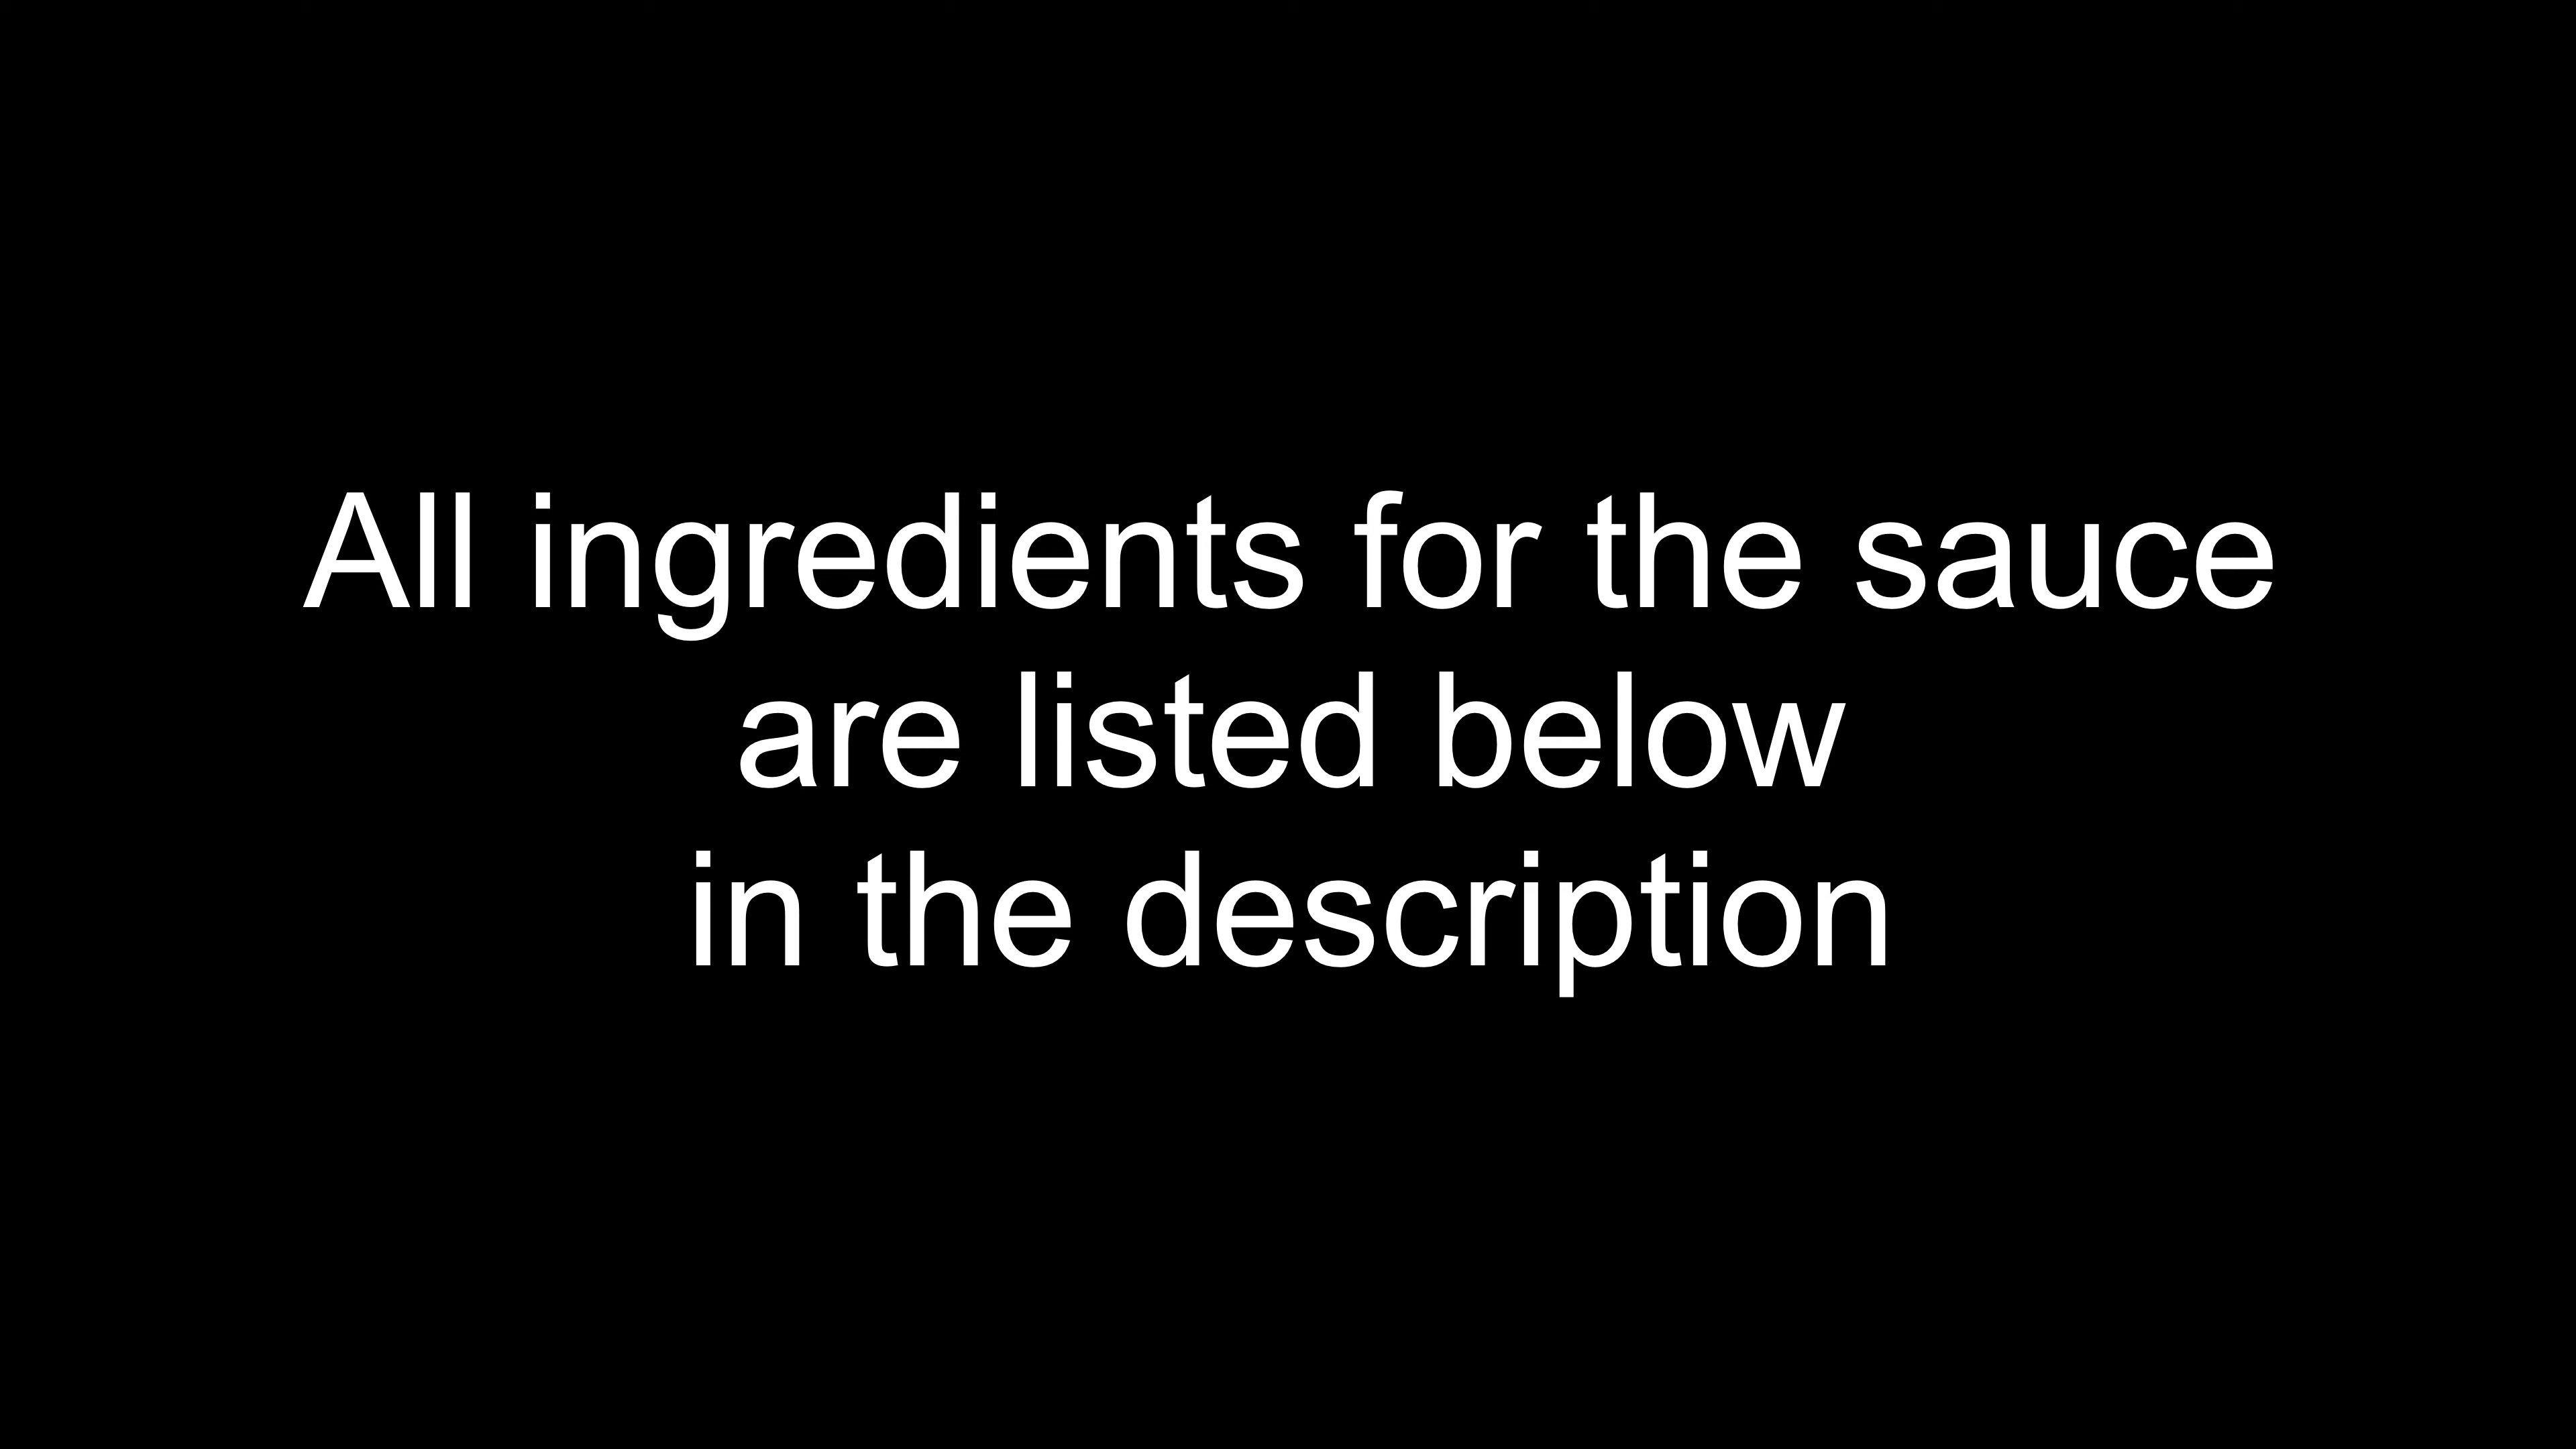 All ingredients for the sauce
are listed below
in the description